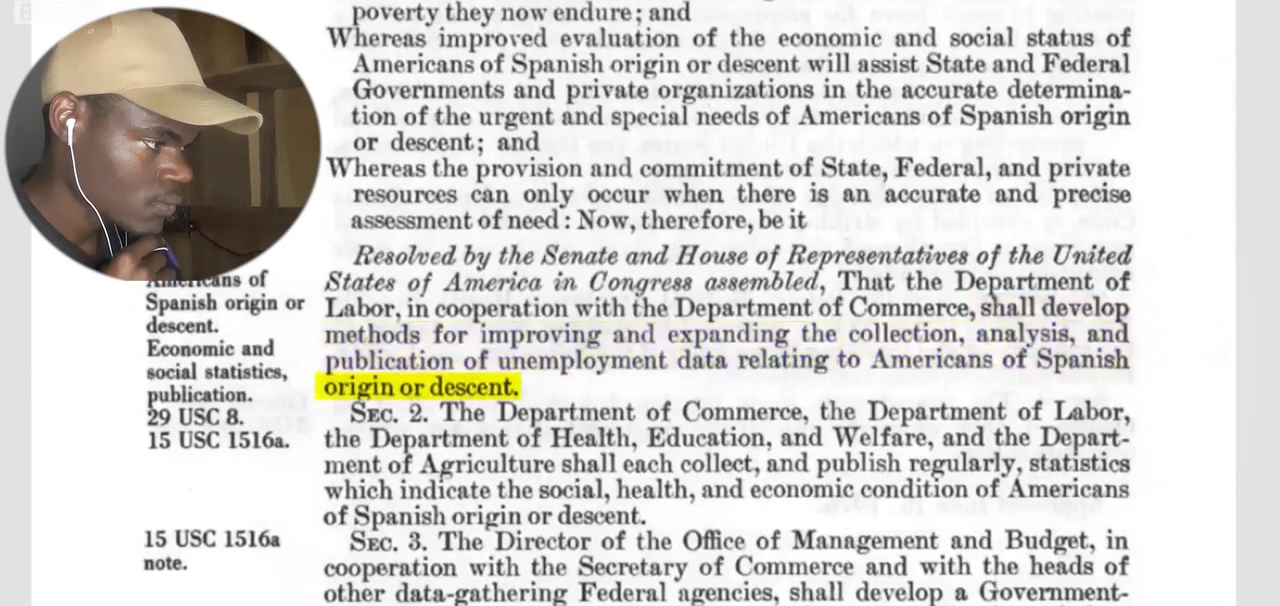 poverty they now endure; and
Whereas improved evaluation of the economic and social status of
Americans of Spanish origin or descent will assist State and Federal
Governments and private organizations in the accurate determina-
tion of the urgent and special needs of Americans of Spanish origin
or descent; and
Whereas the provision and commitment of State, Federal, and private
resources can only occur when there is an accurate and precise
assessment of need: Now, therefore, be it
Resolved by the Senate and House of Representatives of the United
States of America in Congress assembled, That the Department of
Labor, in cooperation with the Department of Commerce, shall develop
methods for improving and expanding the collection, analysis, and
publication of unemployment data relating to Americans of Spanish
origin or descent.
Americans of
Spanish origin or
descent.
Economic and
social statistics,
publication.
29 USC 8.
15 USC 1516a.
SEC. 2. The Department of Commerce, the Department of Labor,
the Department of Health, Education, and Welfare, and the Depart-
ment of Agriculture shall each collect, and publish regularly, statistics
which indicate the social, health, and economic condition of Americans
of Spanish origin or descent.
15 USC 1516a
note.
SEC. 3. The Director of the Office of Management and Budget, in
cooperation with the Secretary of Commerce and with the heads of
other data-gathering Federal agencies, shall develop a Government-